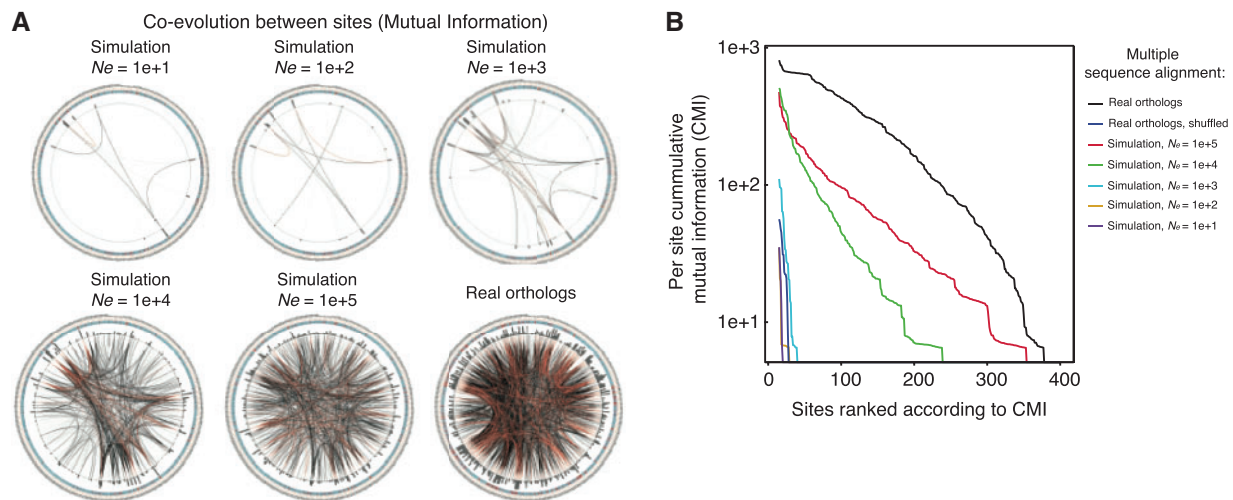 A
Co-evolution between sites (Mutual Information)
Simulation
Ne = 1e+1
Simulation
Ne = 1e+2
Simulation
Ne = 1e+3
Simulation
Ne = 1e+4
Simulation
Ne = 1e+5
Real orthologs
B
Per site cummulative
mutual information (CMI)
1e+3
1e+2
1e+1
0
100
200
300
400
Sites ranked according to CMI
Multiple
sequence alignment:
Real orthologs
Real orthologs, shuffled
Simulation, Ne = 1e+5
Simulation, Ne = 1e+4
Simulation, Ne = 1e+3
Simulation, Ne = 1e+2
Simulation, Ne = 1e+1